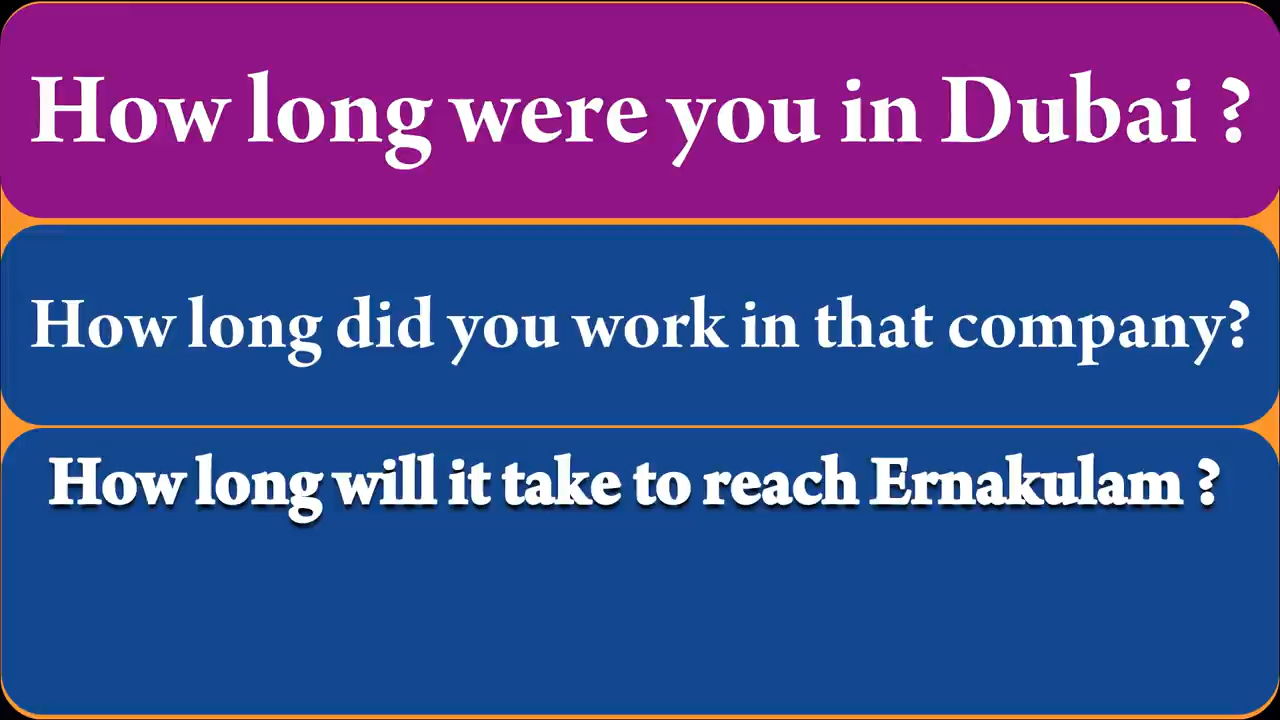 How long were you in Dubai ?
How long did you work in that company?
How long will it take to reach Ernakulam ?